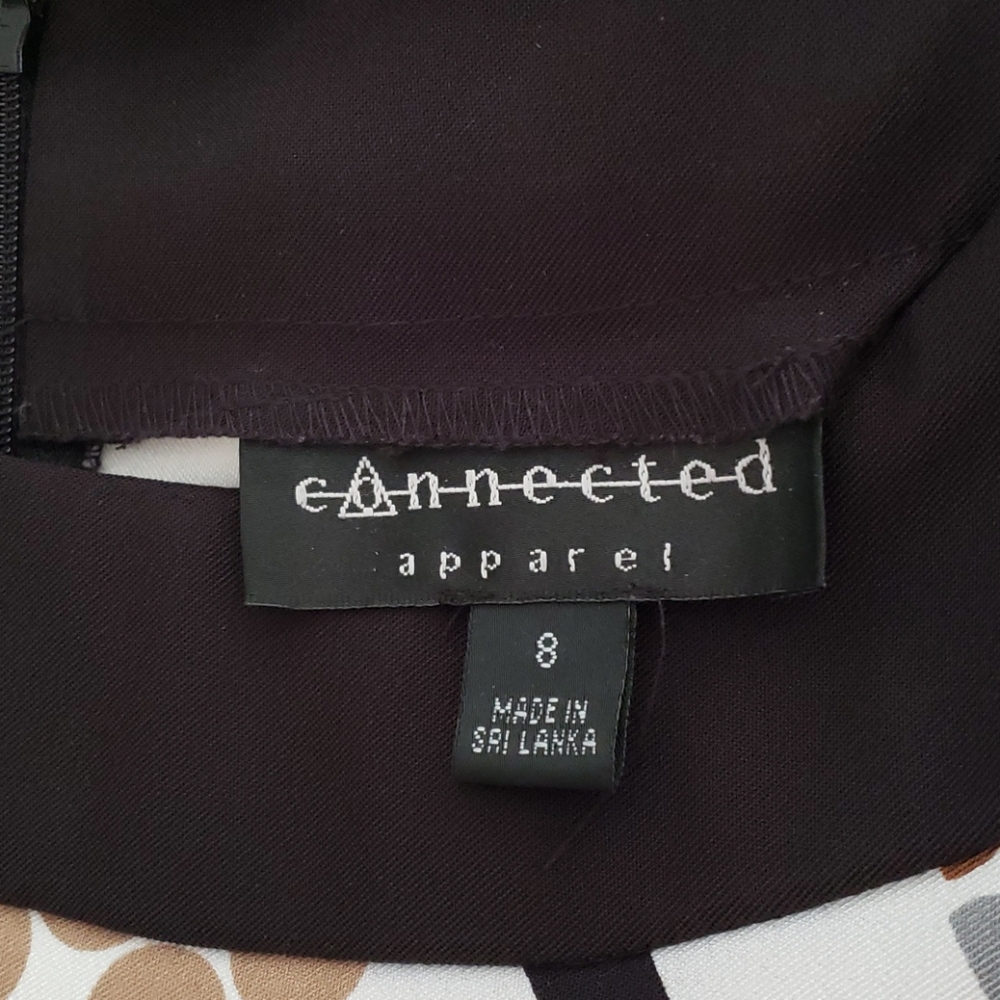 connected
apparel
8
MADE IN
SRI LANKA